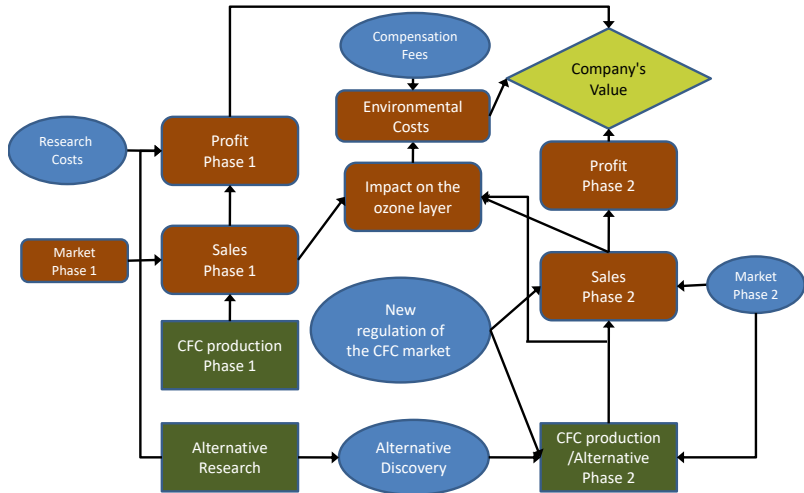 Compensation
Fees
Company's
Value
Environmental
Costs
Research
Costs
Profit
Phase 1
Profit
Phase 2
Impact on the
ozone layer
Market
Phase 1
Sales
Phase 1
Sales
Phase 2
Market
Phase 2
New
regulation of
the CFC market
CFC production
Phase 1
Alternative
Research
Alternative
Discovery
CFC production
/Alternative
Phase 2